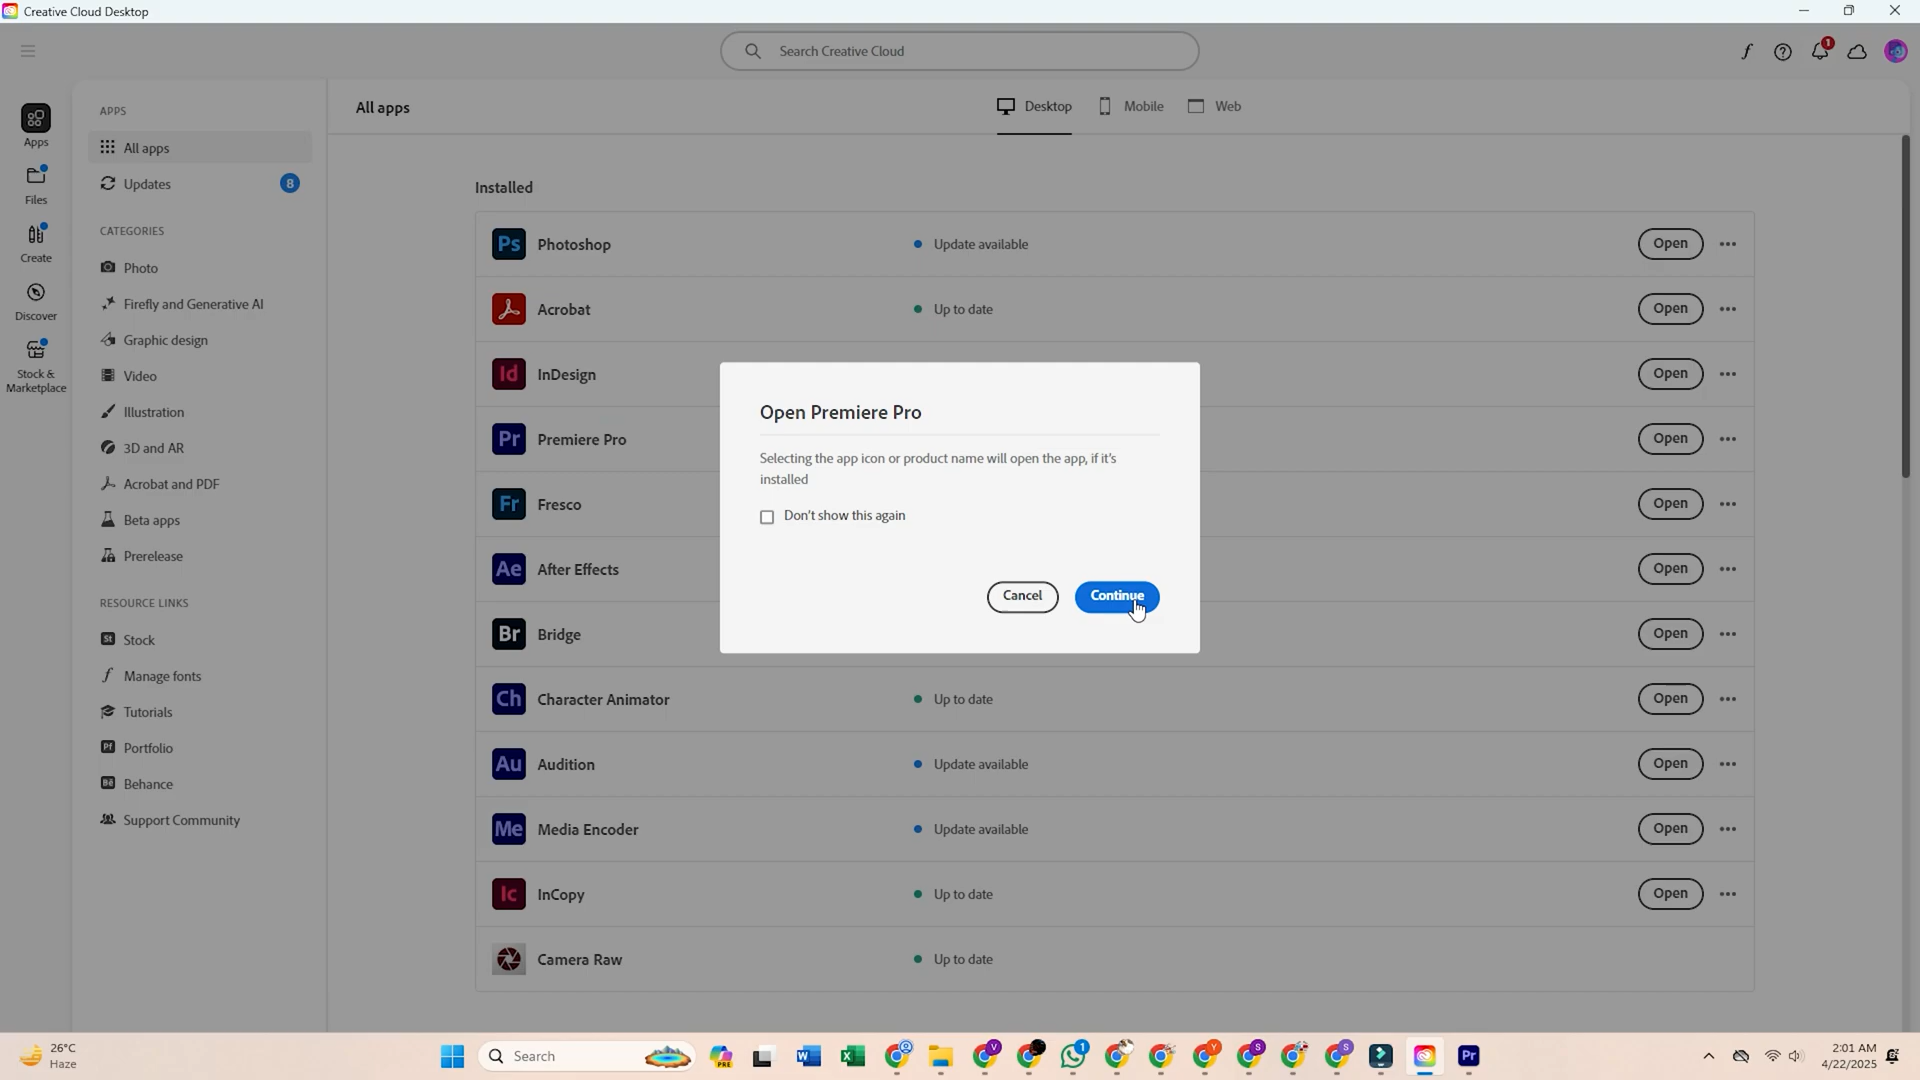 Creative Cloud Desktop
Search Creative Cloud
1
Apps
Files
Create
Discover
Stock &
Marketplace
APPS
All apps
Updates 8
CATEGORIES
Photo
Firefly and Generative AI
Graphic design
Video
Illustration
3D and AR
Acrobat and PDF
Beta apps
Prerelease
RESOURCE LINKS
St Stock
Manage fonts
Tutorials
Pf Portfolio
Bē Behance
Support Community
All apps
Desktop Mobile Web
Installed
Ps Photoshop Update available Open
Acrobat Up to date Open
Id InDesign Open
Pr Premiere Pro Open
Fr Fresco Open
Ae After Effects Open
Br Bridge Open
Ch Character Animator Up to date Open
Au Audition Update available Open
Me Media Encoder Update available Open
Ic InCopy Up to date Open
Camera Raw Up to date
Open Premiere Pro
Selecting the app icon or product name will open the app, if it's
installed
Don't show this again
Cancel Continue
26°C
Haze
Search
PRE
V
1
Y
S
S
Pr
2:01 AM
4/22/2025